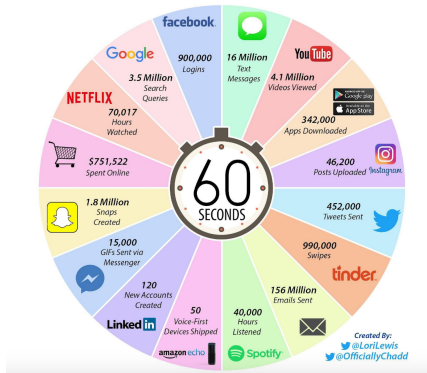 facebook
900,000
Logins
16 Million
Text
Messages
YouTube
4.1 Million
Videos Viewed
Google play
App Store
342,000
Apps Downloaded
46,200
Posts Uploaded
Instagram
452,000
Tweets Sent
990,000
Swipes
tinder
156 Million
Emails Sent
40,000
Hours
Listened
Spotify
50
Voice-First
Devices Shipped
amazon echo
120
New Accounts
Created
Linked in
15,000
GIFs Sent via
Messenger
1.8 Million
Snaps
Created
$751,522
Spent Online
NETFLIX
70,017
Hours
Watched
Google
3.5 Million
Search
Queries
60
SECONDS
Created By:
@LoriLewis
@OfficiallyChadd